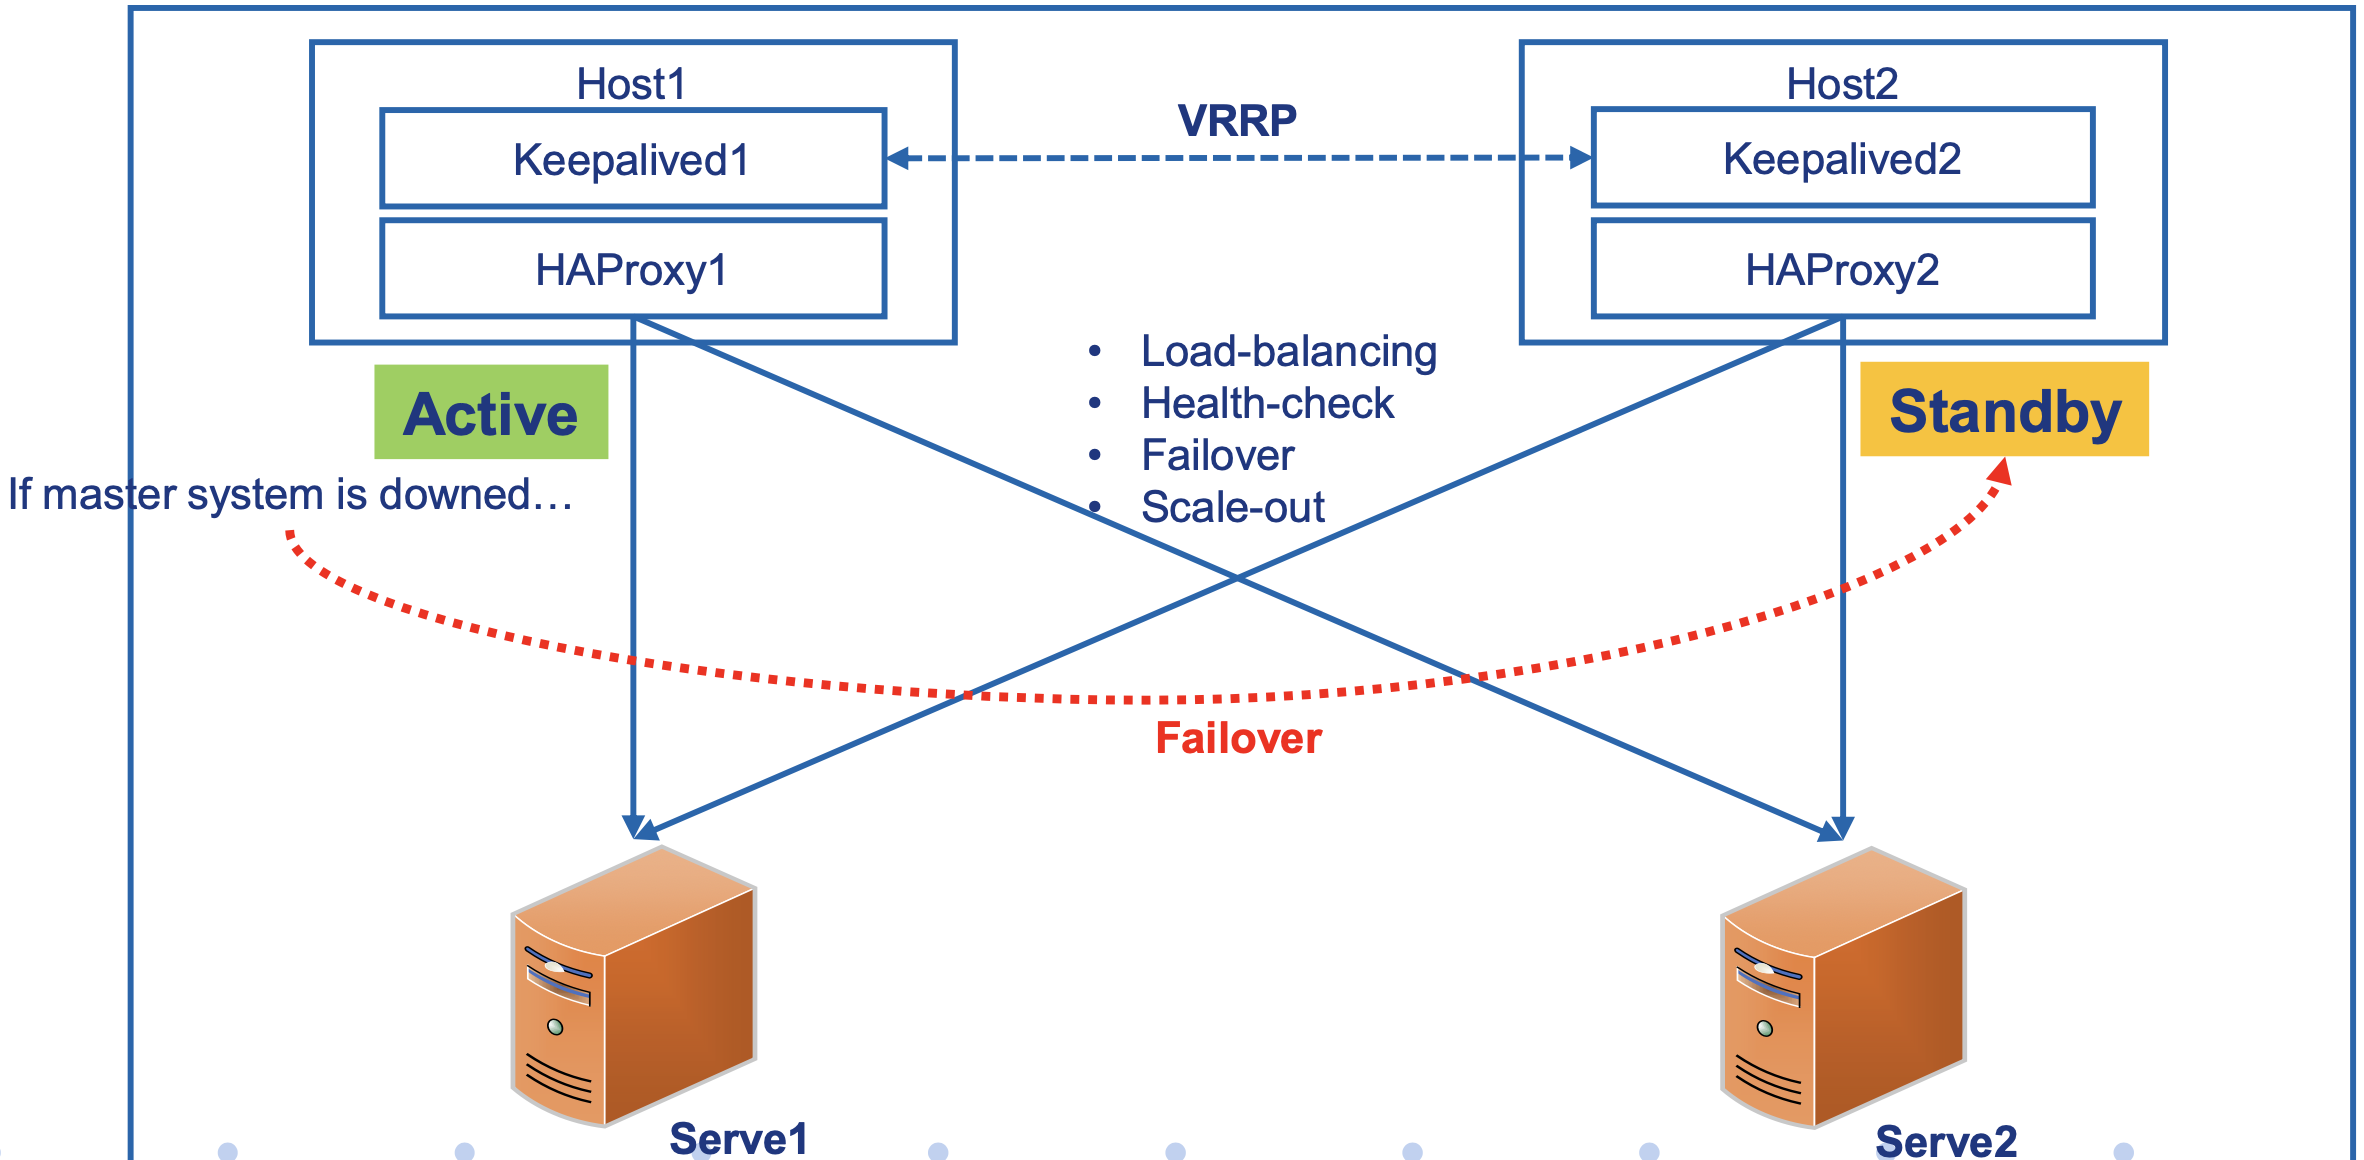 Host1
Host2
VRRP
Keepalived1
Keepalived2
HAProxy1
HAProxy2
• Load-balancing
• Health-check
• Failover
• Scale-out
Active
Standby
If master system is downed…
Failover
Serve1
Serve2